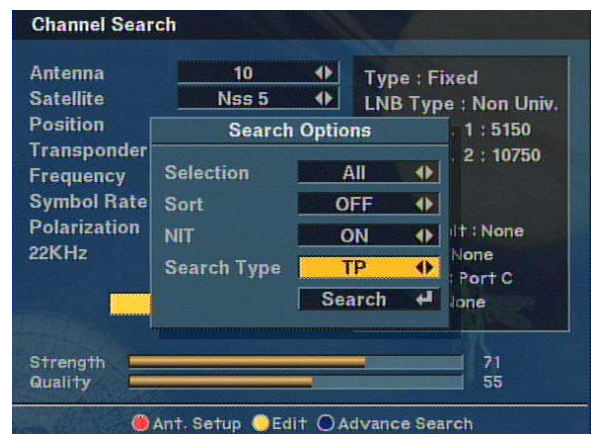 Channel Search
Antenna 10
Satellite Nss 5
Position
Transponder
Frequency
Symbol Rate
Polarization
22KHz
Type : Fixed
LNB Type : Non Univ.
. 1 : 5150
. 2 : 10750
lt : None
None
: Port C
None
Search Options
Selection All
Sort OFF
NIT ON
Search Type TP
Search
Strength 71
Quality 55
Ant. Setup Edit Advance Search